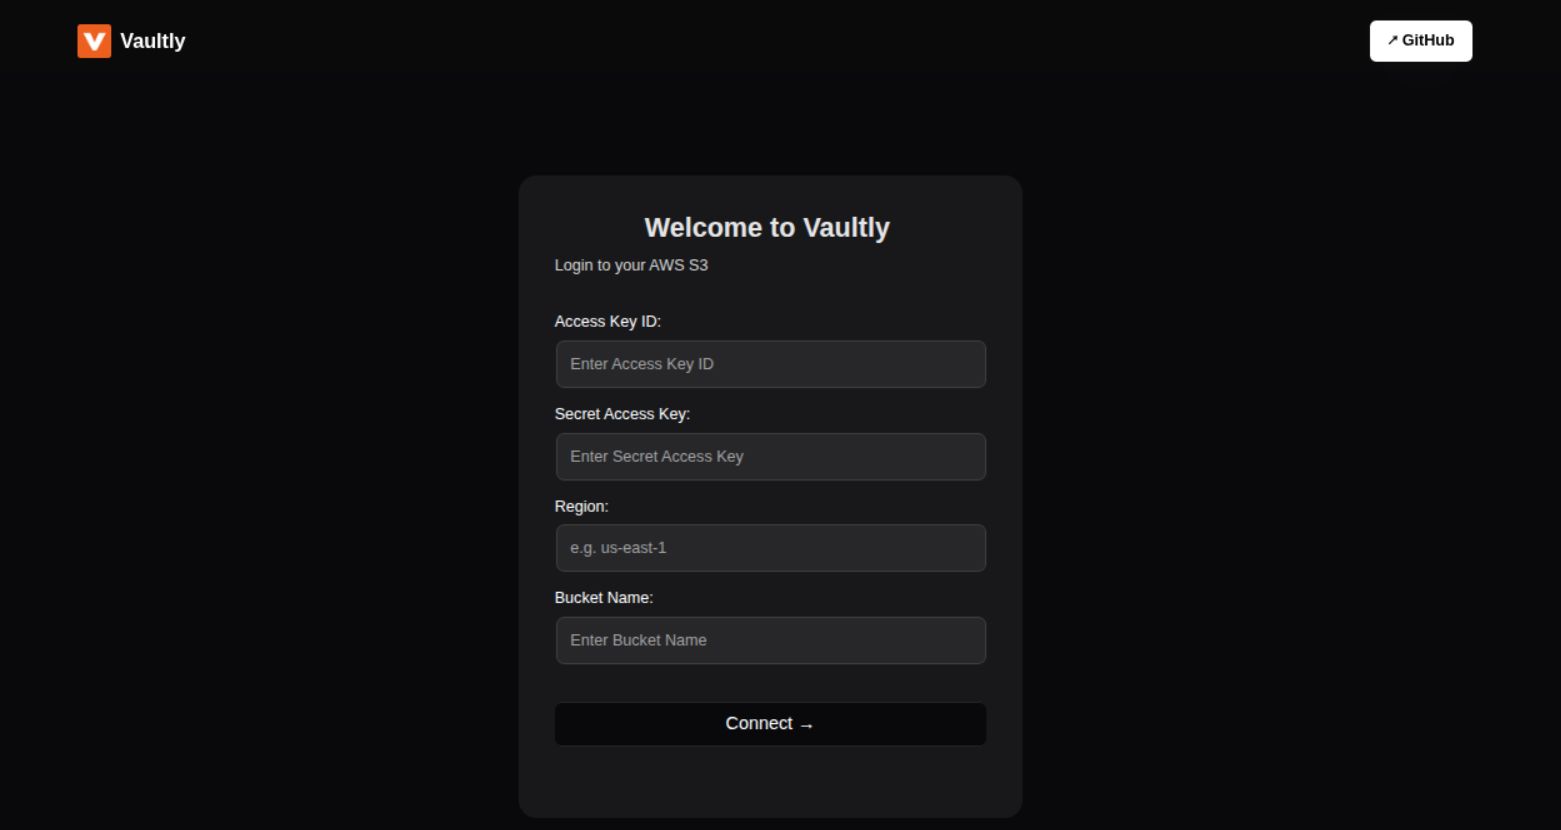 Vaultly
↗ GitHub
Welcome to Vaultly
Login to your AWS S3
Access Key ID:
Enter Access Key ID
Secret Access Key:
Enter Secret Access Key
Region:
e.g. us-east-1
Bucket Name:
Enter Bucket Name
Connect →